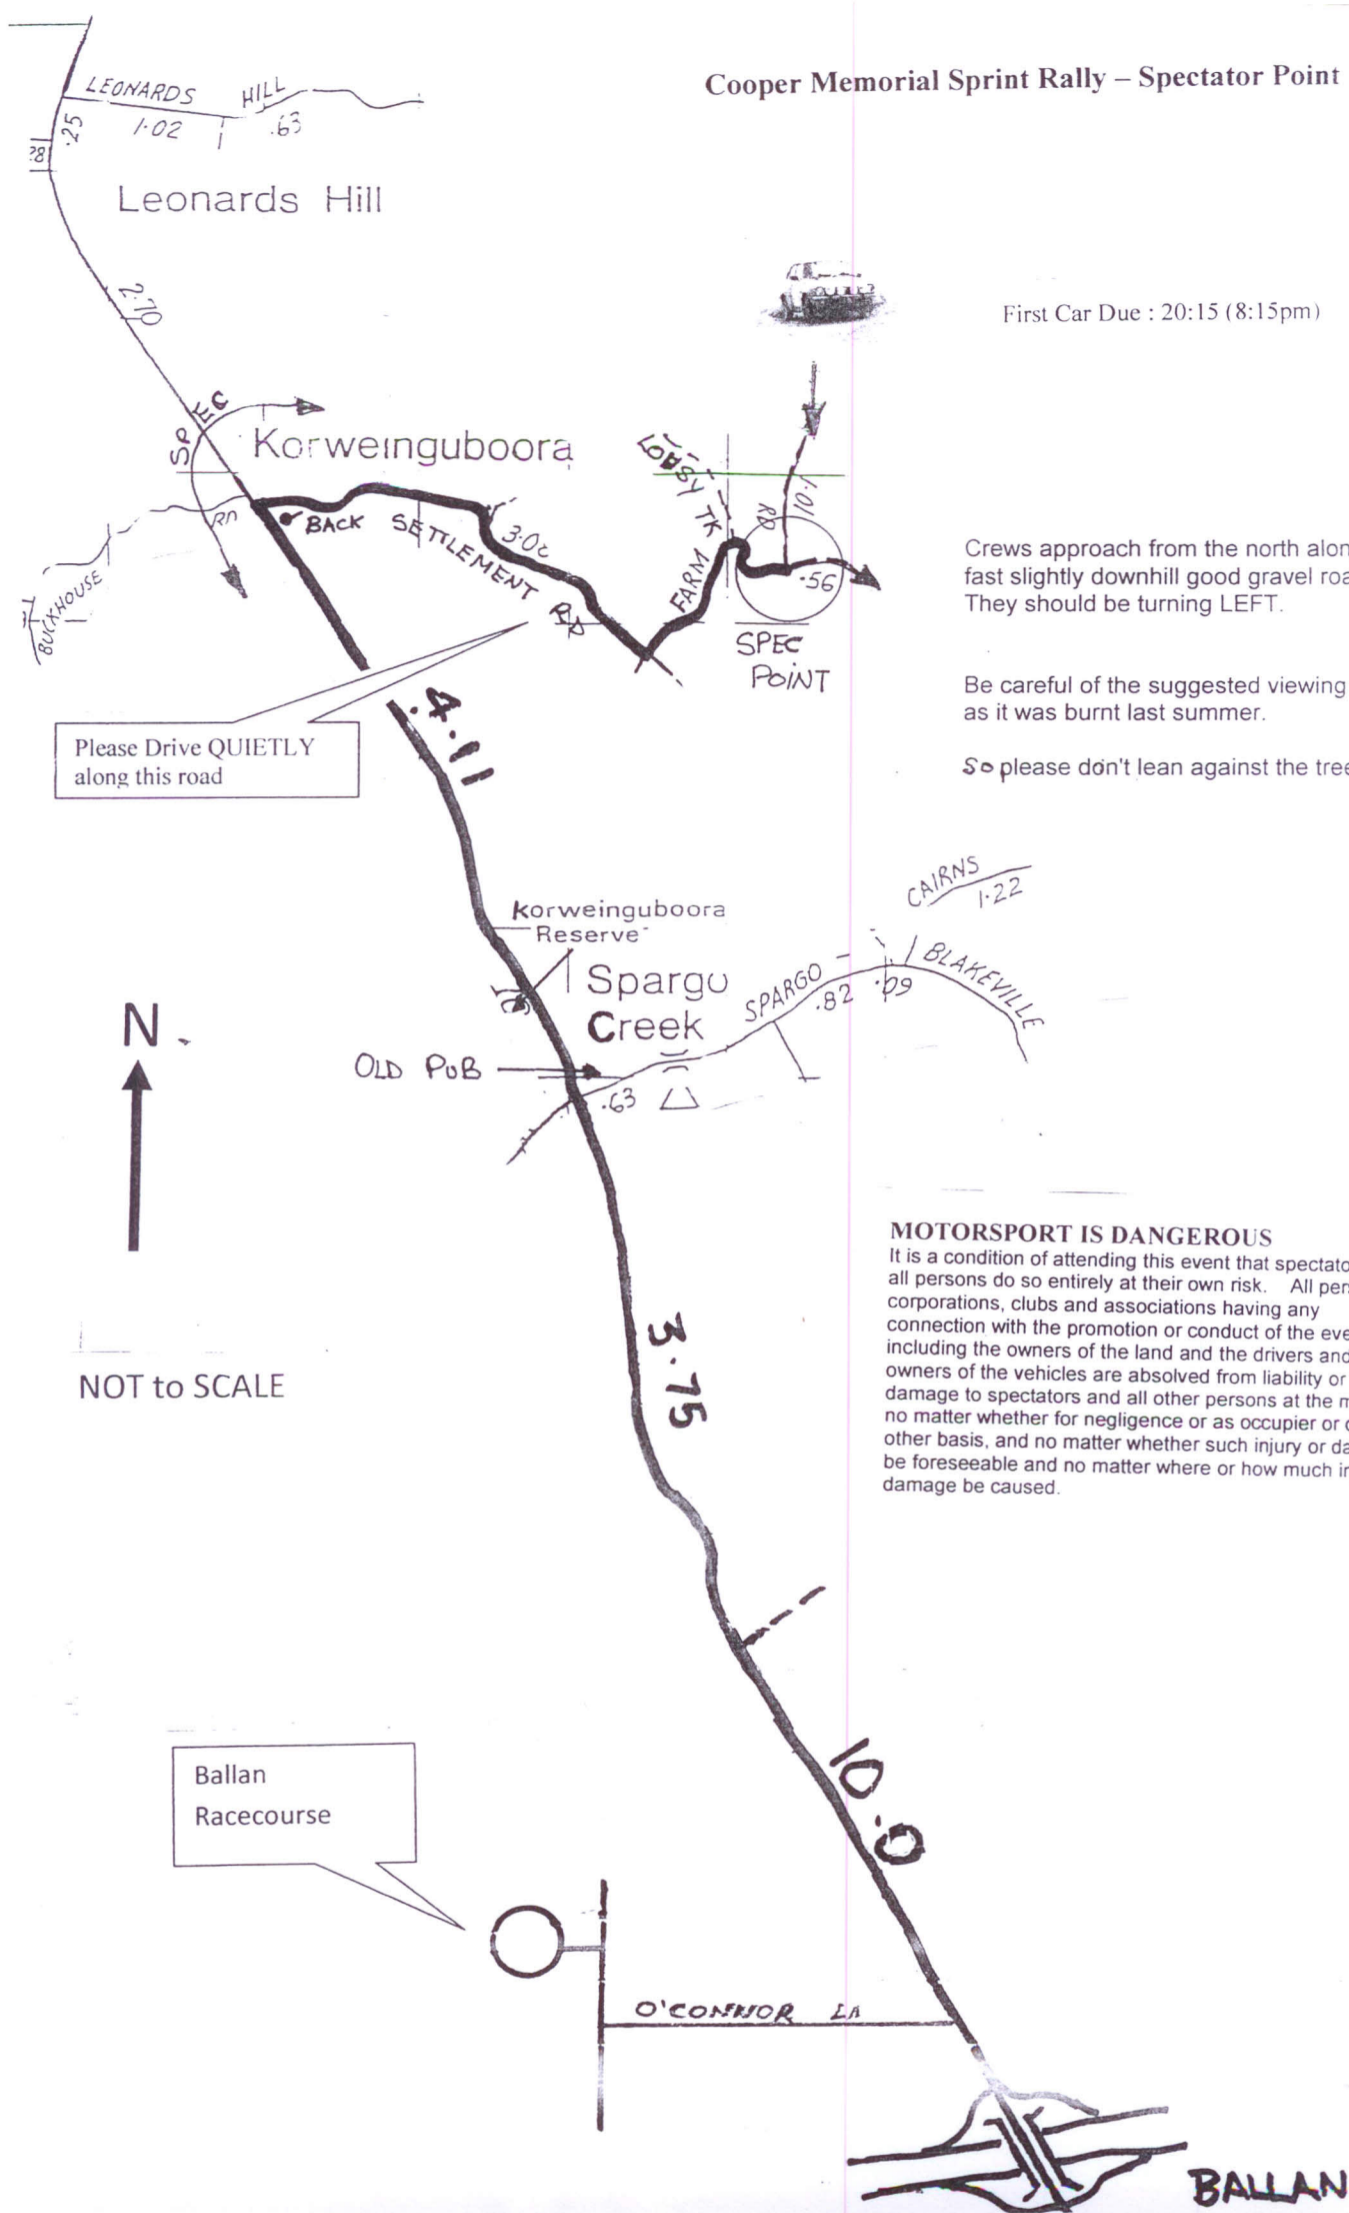 Cooper Memorial Sprint Rally – Spectator Point
LEONARDS HILL
.25
1.02
.63
Leonards Hill
2.70
First Car Due : 20:15 (8:15pm)
SPEC
Korweinguboora
TK
RD
1.01
RD
BACK SETTLEMENT RD
FARM
.56
BUCKHOUSE
SPEC
POINT
Crews approach from the north alon
fast slightly downhill good gravel roa
They should be turning LEFT.
Be careful of the suggested viewing
as it was burnt last summer.
So please don't lean against the tree
Please Drive QUIETLY
along this road
4.11
CAIRNS
1.22
Korweinguboora
Reserve
Spargo
Creek
SPARGO - BLAKEVILLE
.82
.09
N
OLD PUB
.63
MOTORSPORT IS DANGEROUS
It is a condition of attending this event that spectato
all persons do so entirely at their own risk. All per
corporations, clubs and associations having any
connection with the promotion or conduct of the eve
including the owners of the land and the drivers and
owners of the vehicles are absolved from liability or
damage to spectators and all other persons at the m
no matter whether for negligence or as occupier or o
other basis, and no matter whether such injury or da
be foreseeable and no matter where or how much in
damage be caused.
3.75
NOT to SCALE
10.0
Ballan
Racecourse
O'CONNOR LA
BALLAN